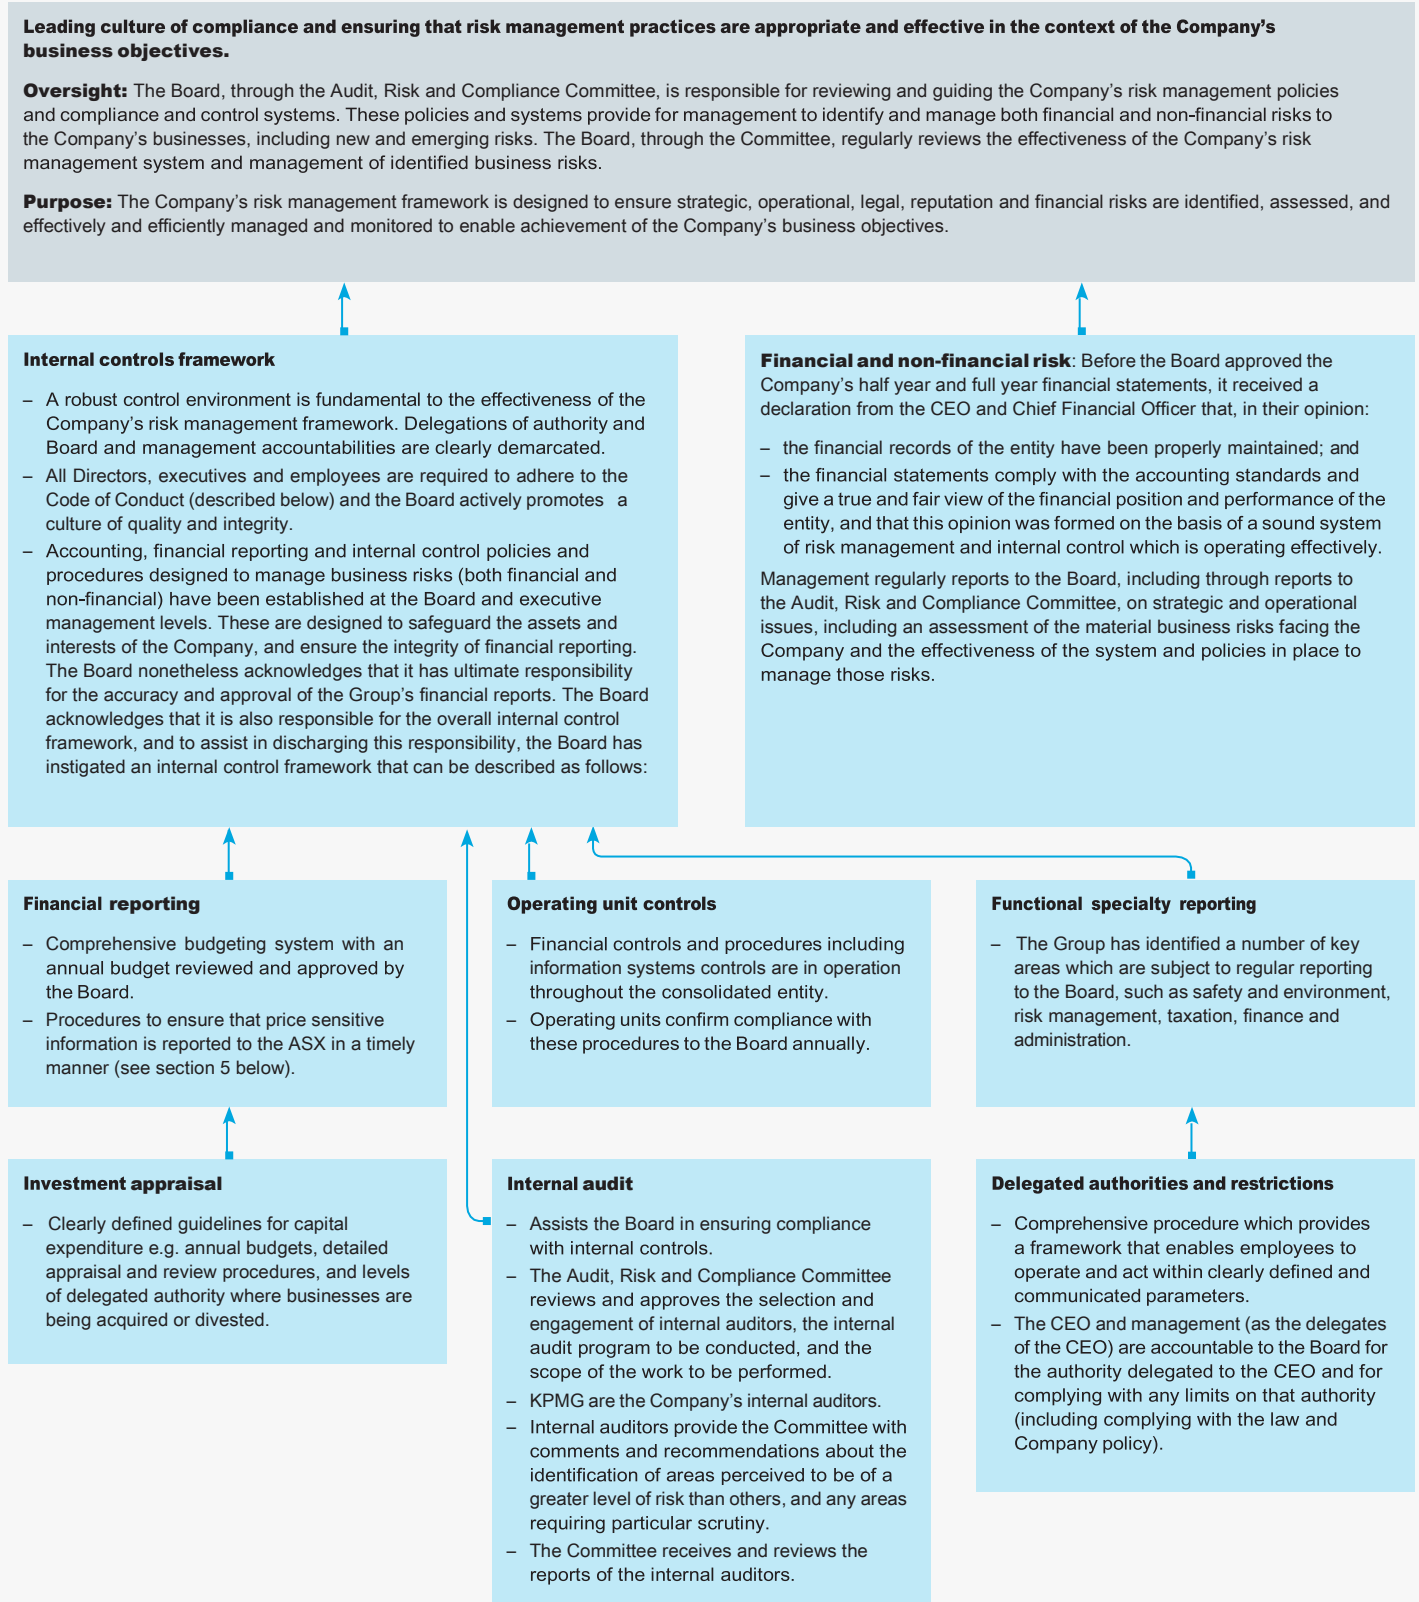 Leading culture of compliance and ensuring that risk management practices are appropriate and effective in the context of the Company's
business objectives.
Oversight: The Board, through the Audit, Risk and Compliance Committee, is responsible for reviewing and guiding the Company's risk management policies
and compliance and control systems. These policies and systems provide for management to identify and manage both financial and non-financial risks to
the Company's businesses, including new and emerging risks. The Board, through the Committee, regularly reviews the effectiveness of the Company's risk
management system and management of identified business risks.
Purpose: The Company's risk management framework is designed to ensure strategic, operational, legal, reputation and financial risks are identified, assessed, and
effectively and efficiently managed and monitored to enable achievement of the Company's business objectives.
Internal controls framework
– A robust control environment is fundamental to the effectiveness of the
Company's risk management framework. Delegations of authority and
Board and management accountabilities are clearly demarcated.
– All Directors, executives and employees are required to adhere to the
Code of Conduct (described below) and the Board actively promotes a
culture of quality and integrity.
– Accounting, financial reporting and internal control policies and
procedures designed to manage business risks (both financial and
non-financial) have been established at the Board and executive
management levels. These are designed to safeguard the assets and
interests of the Company, and ensure the integrity of financial reporting.
The Board nonetheless acknowledges that it has ultimate responsibility
for the accuracy and approval of the Group's financial reports. The Board
acknowledges that it is also responsible for the overall internal control
framework, and to assist in discharging this responsibility, the Board has
instigated an internal control framework that can be described as follows:
Financial and non-financial risk: Before the Board approved the
Company's half year and full year financial statements, it received a
declaration from the CEO and Chief Financial Officer that, in their opinion:
– the financial records of the entity have been properly maintained; and
– the financial statements comply with the accounting standards and
give a true and fair view of the financial position and performance of the
entity, and that this opinion was formed on the basis of a sound system
of risk management and internal control which is operating effectively.
Management regularly reports to the Board, including through reports to
the Audit, Risk and Compliance Committee, on strategic and operational
issues, including an assessment of the material business risks facing the
Company and the effectiveness of the system and policies in place to
manage those risks.
Financial reporting
– Comprehensive budgeting system with an
annual budget reviewed and approved by
the Board.
– Procedures to ensure that price sensitive
information is reported to the ASX in a timely
manner (see section 5 below).
Operating unit controls
– Financial controls and procedures including
information systems controls are in operation
throughout the consolidated entity.
– Operating units confirm compliance with
these procedures to the Board annually.
Functional specialty reporting
– The Group has identified a number of key
areas which are subject to regular reporting
to the Board, such as safety and environment,
risk management, taxation, finance and
administration.
Investment appraisal
– Clearly defined guidelines for capital
expenditure e.g. annual budgets, detailed
appraisal and review procedures, and levels
of delegated authority where businesses are
being acquired or divested.
Internal audit
– Assists the Board in ensuring compliance
with internal controls.
– The Audit, Risk and Compliance Committee
reviews and approves the selection and
engagement of internal auditors, the internal
audit program to be conducted, and the
scope of the work to be performed.
– KPMG are the Company's internal auditors.
– Internal auditors provide the Committee with
comments and recommendations about the
identification of areas perceived to be of a
greater level of risk than others, and any areas
requiring particular scrutiny.
– The Committee receives and reviews the
reports of the internal auditors.
Delegated authorities and restrictions
– Comprehensive procedure which provides
a framework that enables employees to
operate and act within clearly defined and
communicated parameters.
– The CEO and management (as the delegates
of the CEO) are accountable to the Board for
the authority delegated to the CEO and for
complying with any limits on that authority
(including complying with the law and
Company policy).